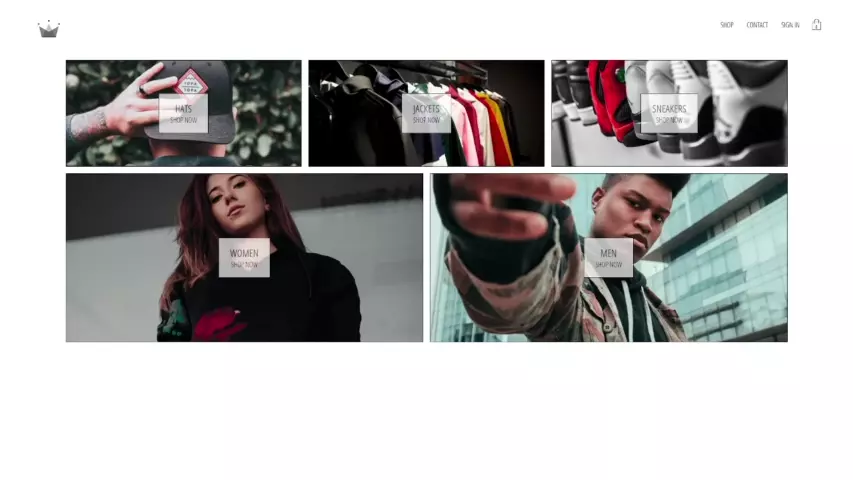 SHOP CONTACT SIGN IN
HATS
SHOP NOW
JACKETS
SHOP NOW
SNEAKERS
SHOP NOW
WOMEN
SHOP NOW
MEN
SHOP NOW